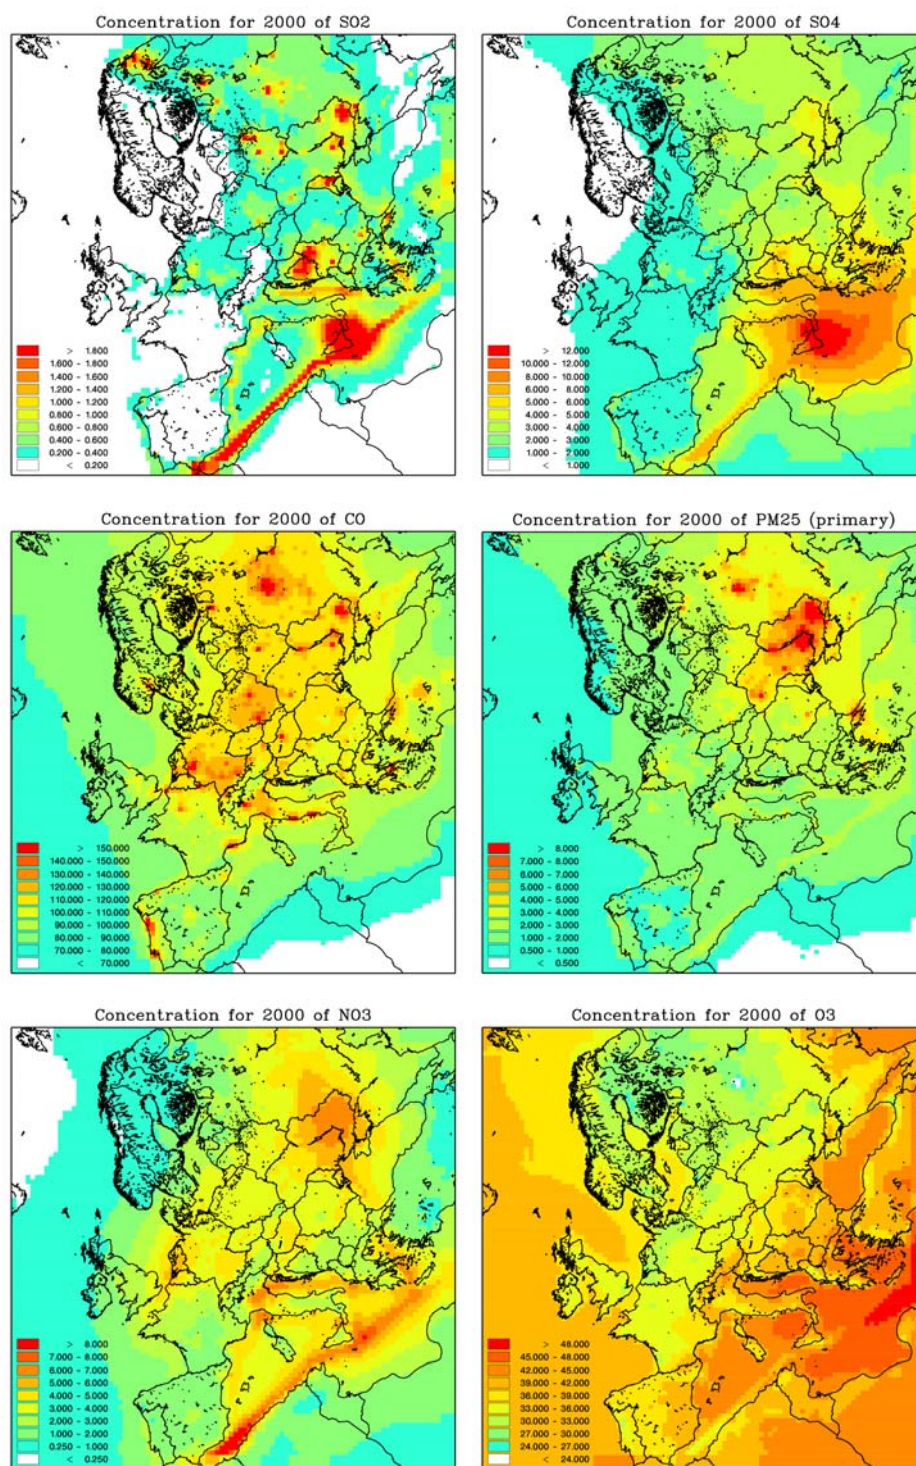 Concentration for 2000 of SO2
> 1.800
1.600 - 1.800
1.400 - 1.600
1.200 - 1.400
1.000 - 1.200
0.800 - 1.000
0.600 - 0.800
0.400 - 0.600
0.200 - 0.400
< 0.200
Concentration for 2000 of SO4
> 12.000
10.000 - 12.000
8.000 - 10.000
6.000 - 8.000
5.000 - 6.000
4.000 - 5.000
3.000 - 4.000
2.000 - 3.000
1.000 - 2.000
< 1.000
Concentration for 2000 of CO
> 150.000
140.000 - 150.000
130.000 - 140.000
120.000 - 130.000
110.000 - 120.000
100.000 - 110.000
90.000 - 100.000
80.000 - 90.000
70.000 - 80.000
< 70.000
Concentration for 2000 of PM25 (primary)
> 8.000
7.000 - 8.000
6.000 - 7.000
5.000 - 6.000
4.000 - 5.000
3.000 - 4.000
2.000 - 3.000
1.000 - 2.000
0.500 - 1.000
< 0.500
Concentration for 2000 of NO3
> 8.000
7.000 - 8.000
6.000 - 7.000
5.000 - 6.000
4.000 - 5.000
3.000 - 4.000
2.000 - 3.000
1.000 - 2.000
0.250 - 1.000
< 0.250
Concentration for 2000 of O3
> 48.000
45.000 - 48.000
42.000 - 45.000
39.000 - 42.000
36.000 - 39.000
33.000 - 36.000
30.000 - 33.000
27.000 - 30.000
24.000 - 27.000
< 24.000